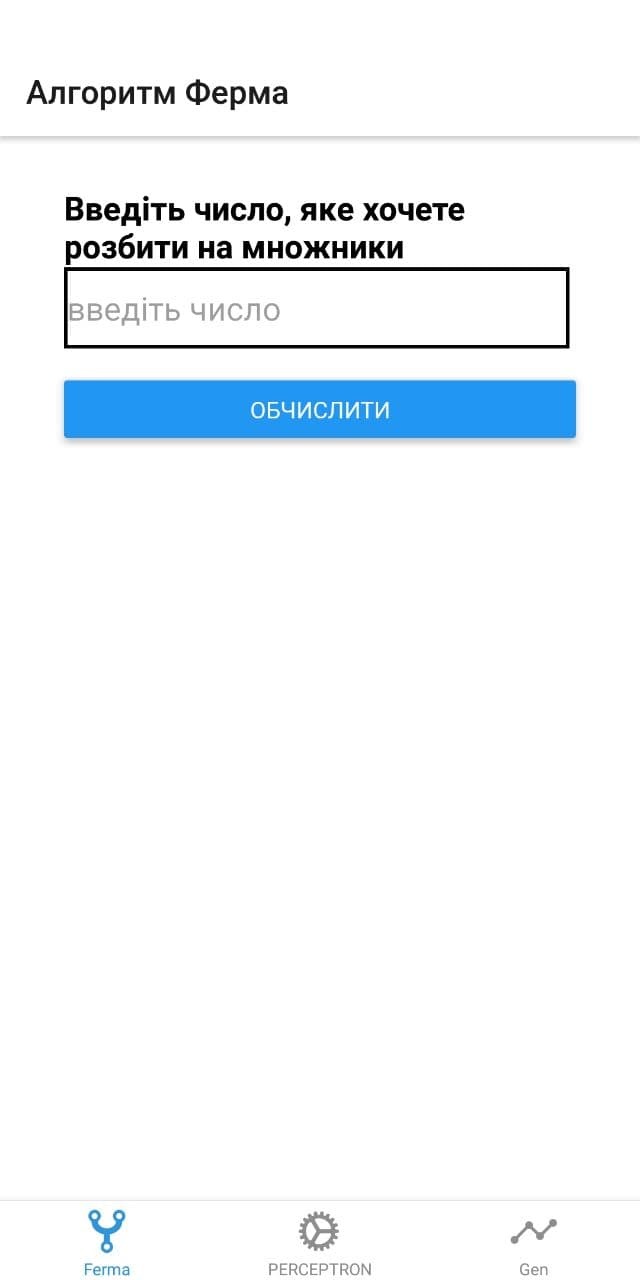 Алгоритм Ферма
Введіть число, яке хочете
розбити на множники
введіть число
ОБЧИСЛИТИ
Ferma
PERCEPTRON
Gen